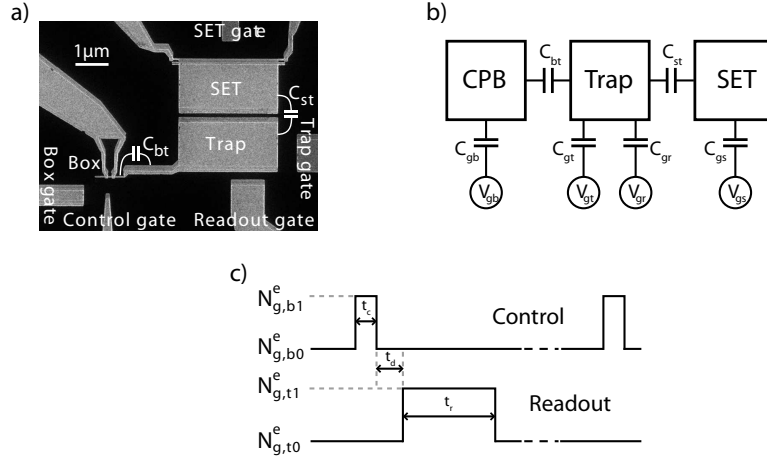 a)
SET gate
1μm
SET
C_st
Trap
Trap gate
C_bt
Box
Box gate
Control gate
Readout gate
b)
C_bt
C_st
CPB
Trap
SET
C_gb
C_gt
C_gr
C_gs
V_gb
V_gt
V_gr
V_gs
c)
N^e_g,b1
t_c
Control
N^e_g,b0
t_d
N^e_g,t1
t_r
Readout
N^e_g,t0